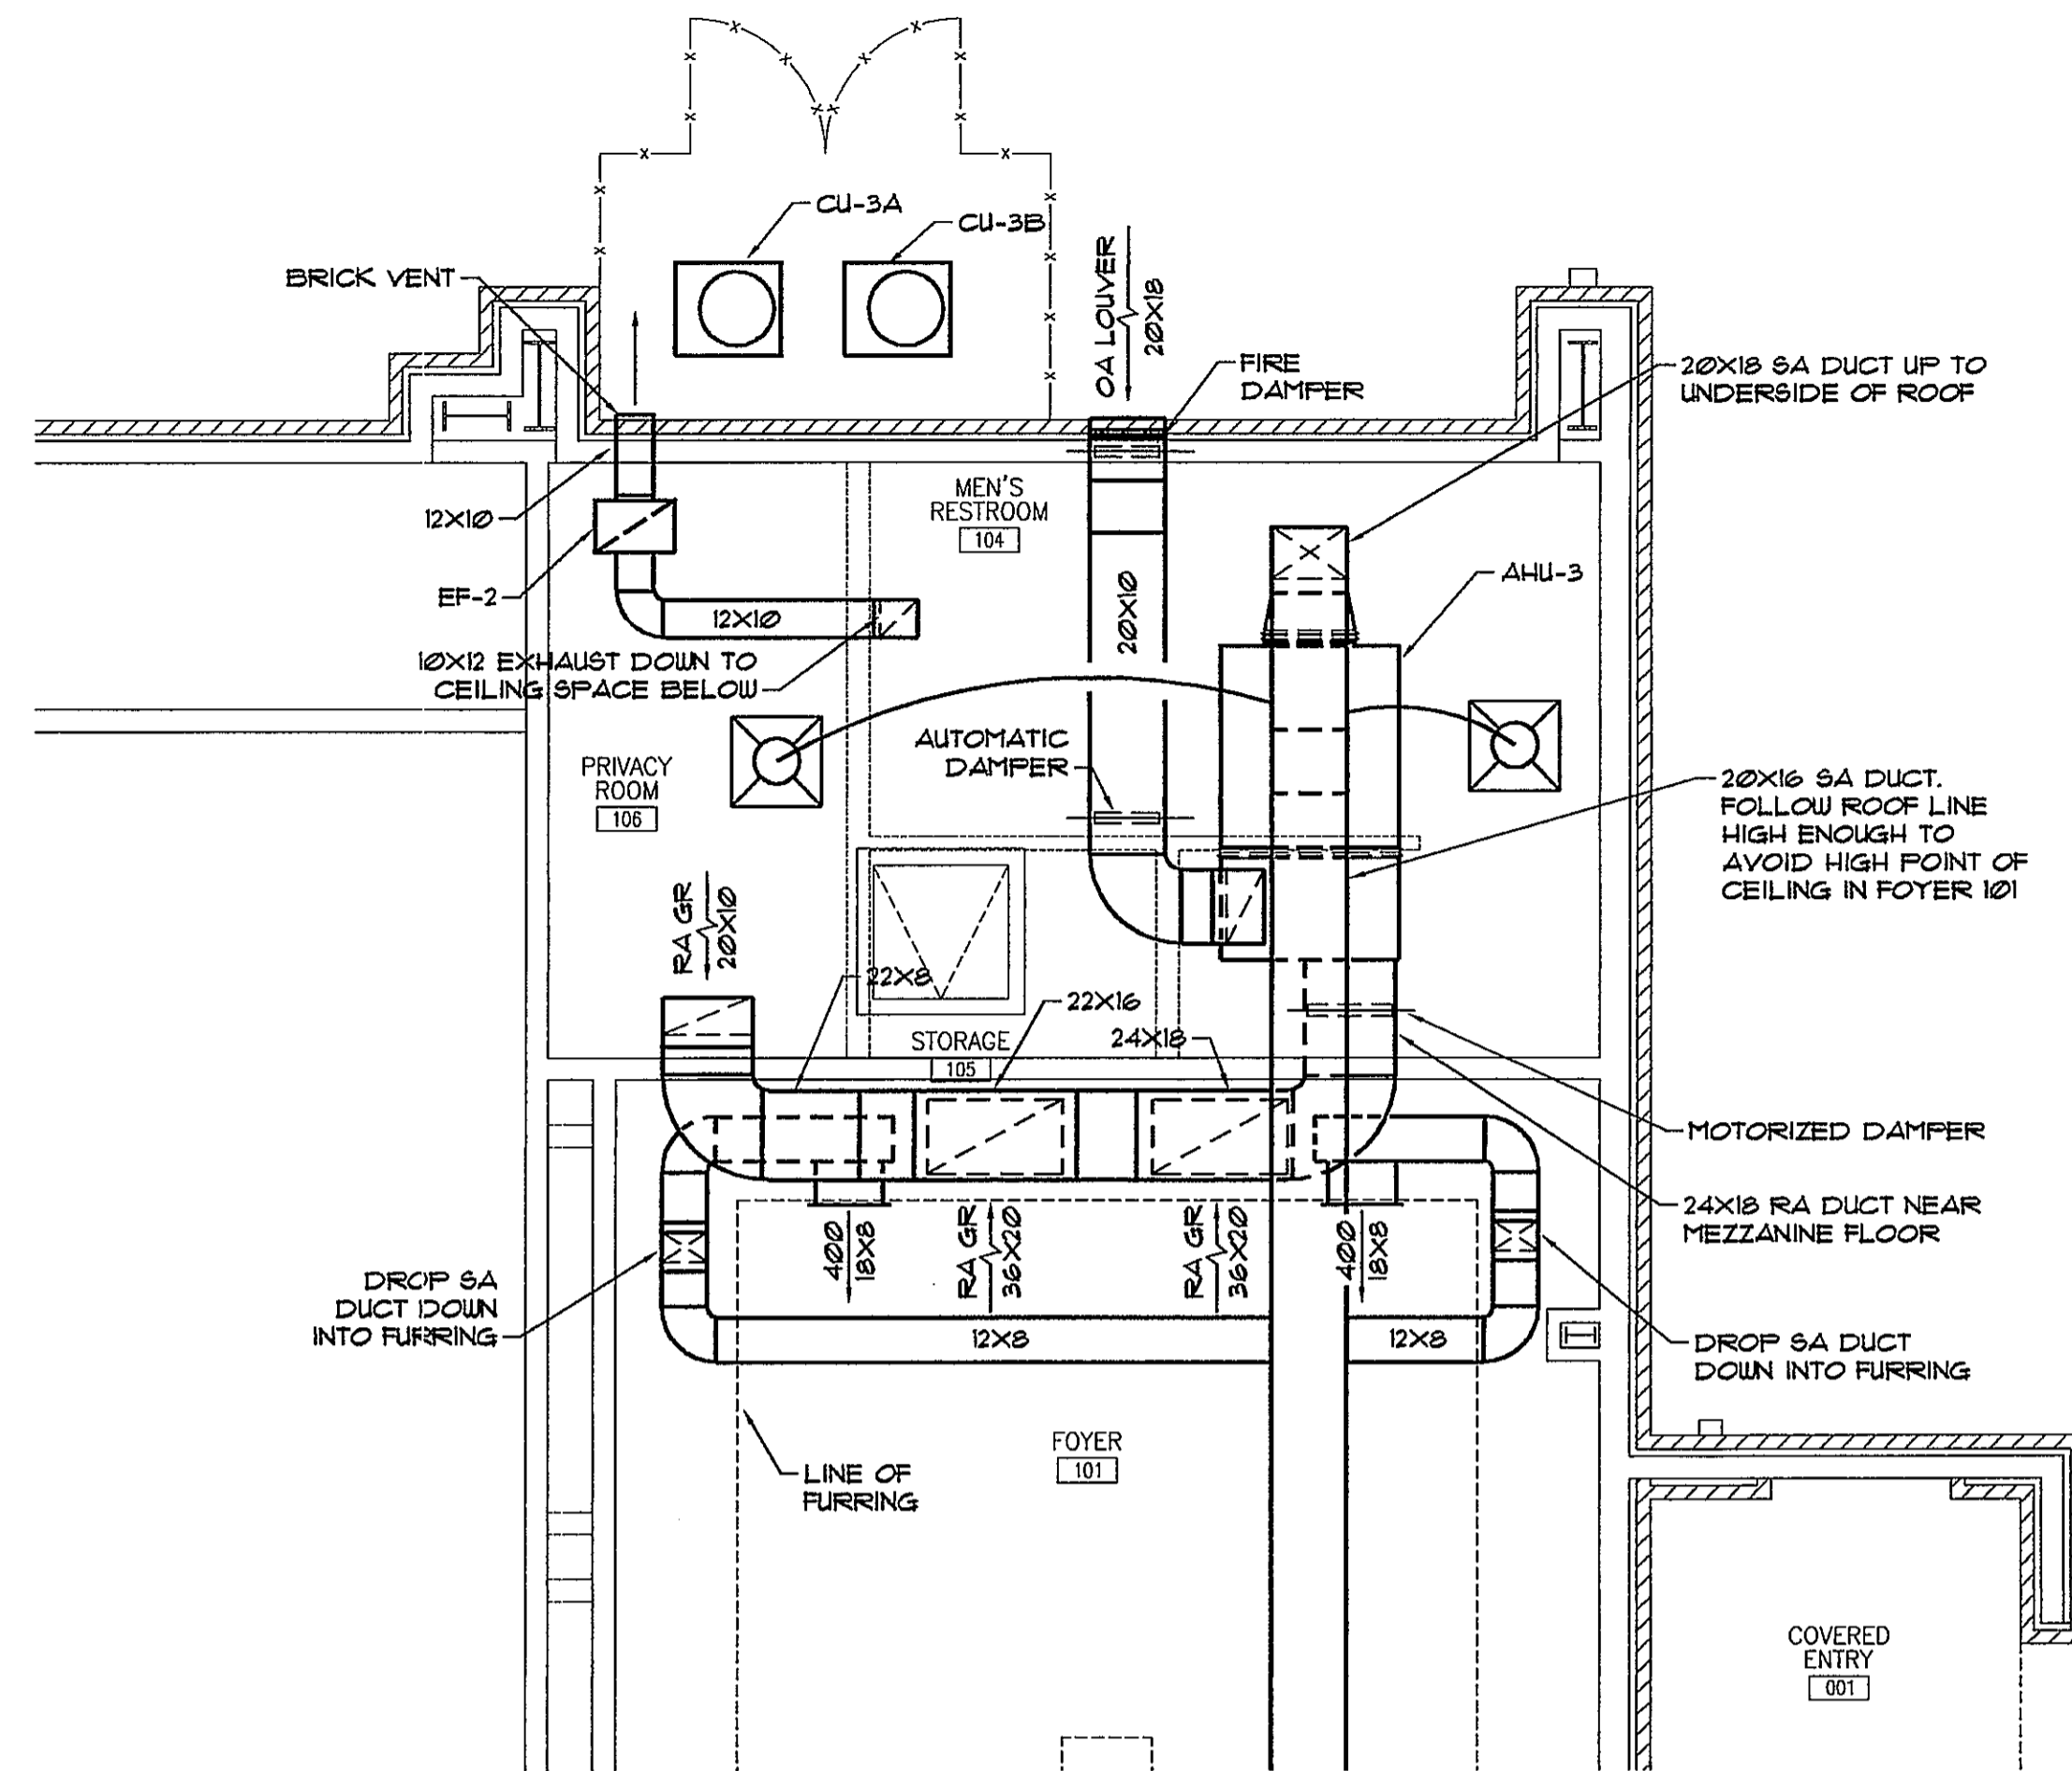 CU-3A
CU-3B
BRICK VENT
OA LOUVER
20X18
FIRE
DAMPER
20X18 SA DUCT UP TO
UNDERSIDE OF ROOF
MEN'S
RESTROOM
104
12X10
EF-2
12X10
20X10
AHU-3
10X12 EXHAUST DOWN TO
CEILING SPACE BELOW
AUTOMATIC
DAMPER
PRIVACY
ROOM
106
20X16 SA DUCT.
FOLLOW ROOF LINE
HIGH ENOUGH TO
AVOID HIGH POINT OF
CEILING IN FOYER 101
RA GR
20X10
22X8
22X16
STORAGE
105
24X18
MOTORIZED DAMPER
24X18 RA DUCT NEAR
MEZZANINE FLOOR
400
18X8
RA GR
36X20
RA GR
36X20
400
18X8
DROP SA
DUCT DOWN
INTO FURRING
12X8
12X8
DROP SA DUCT
DOWN INTO FURRING
FOYER
101
LINE OF
FURRING
COVERED
ENTRY
001